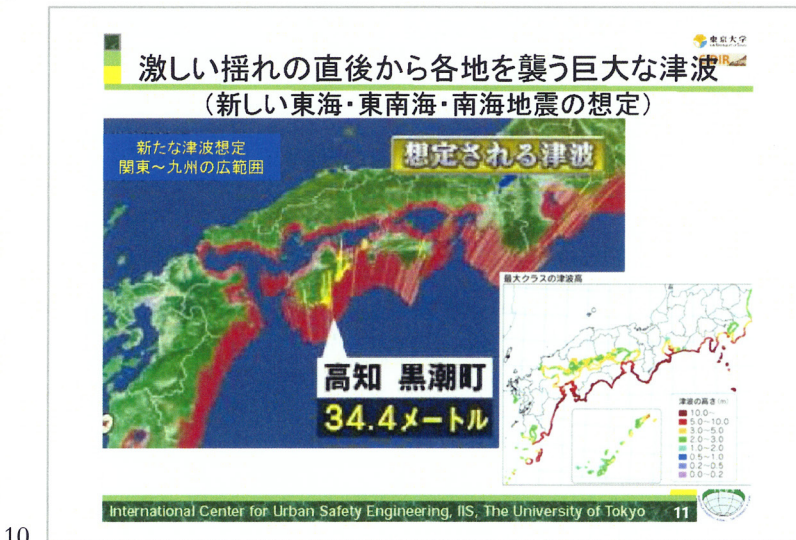 東京大学
激しい揺れの直後から各地を襲う巨大な津波
（新しい東海・東南海・南海地震の想定）
新たな津波想定
関東～九州の広範囲
想定される津波
高知 黒潮町
34.4メートル
最大クラスの津波高
津波の高さ(m)
10.0～
5.0～10.0
3.0～5.0
2.0～3.0
1.0～2.0
0.5～1.0
0.2～0.5
0.0～0.2
International Center for Urban Safety Engineering, IIS, The University of Tokyo 11
10